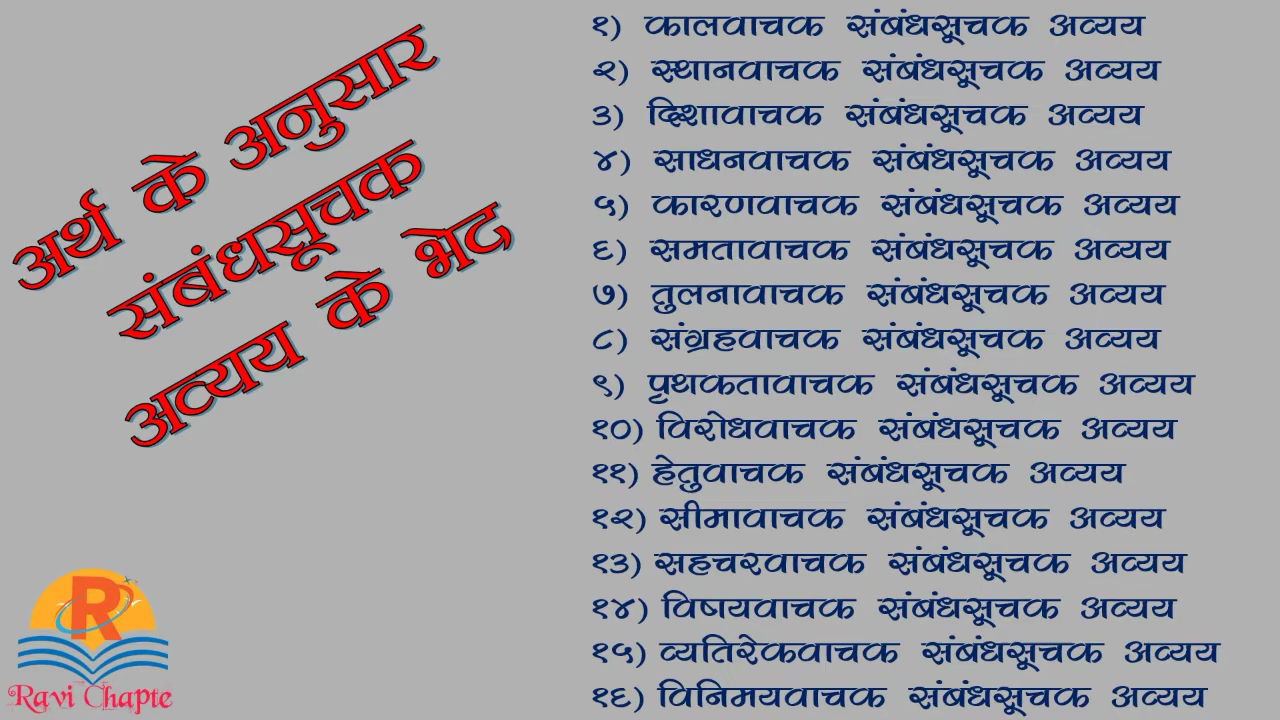 अर्थ के अनुसार
संबंधसूचक
अव्यय के भेद
१) कालवाचक संबंधसूचक अव्यय
२) स्थानवाचक संबंधसूचक अव्यय
३) दिशावाचक संबंधसूचक अव्यय
४) साधनवाचक संबंधसूचक अव्यय
५) कारणवाचक संबंधसूचक अव्यय
६) समतावाचक संबंधसूचक अव्यय
७) तुलनावाचक संबंधसूचक अव्यय
८) संग्रहवाचक संबंधसूचक अव्यय
९) पृथकतावाचक संबंधसूचक अव्यय
१०) विरोधवाचक संबंधसूचक अव्यय
११) हेतुवाचक संबंधसूचक अव्यय
१२) सीमावाचक संबंधसूचक अव्यय
१३) सहचरवाचक संबंधसूचक अव्यय
१४) विषयवाचक संबंधसूचक अव्यय
१५) व्यतिरेकवाचक संबंधसूचक अव्यय
१६) विनिमयवाचक संबंधसूचक अव्यय
R
Ravi Chapte